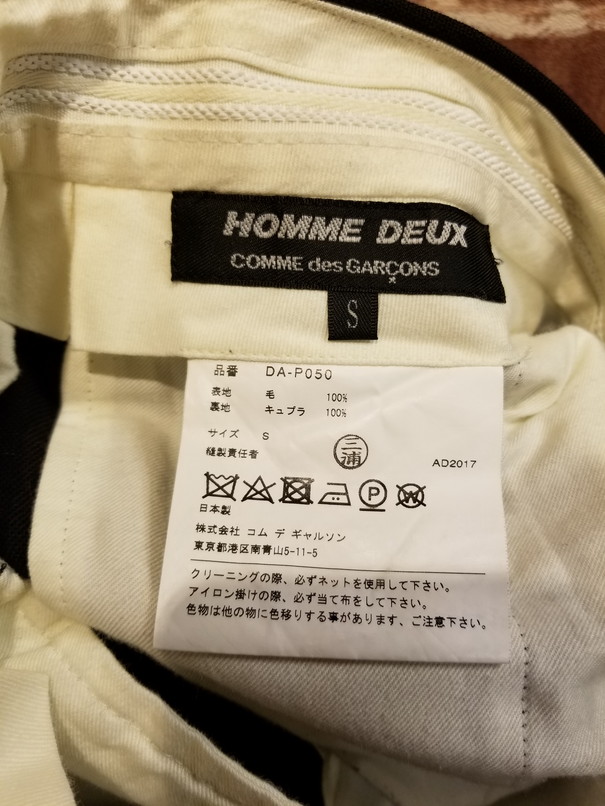 HOMME DEUX
COMME des GARÇONS
S
品番 DA-P050
表地 毛 100%
裏地 キュプラ 100%
サイズ S
縫製責任者 三浦
AD2017
P W
日本製
株式会社 コム デ ギャルソン
東京都港区南青山5-11-5
クリーニングの際、必ずネットを使用して下さい。
アイロン掛けの際、必ず当て布をして下さい。
色物は他の物に色移りする事があります、ご注意下さい。